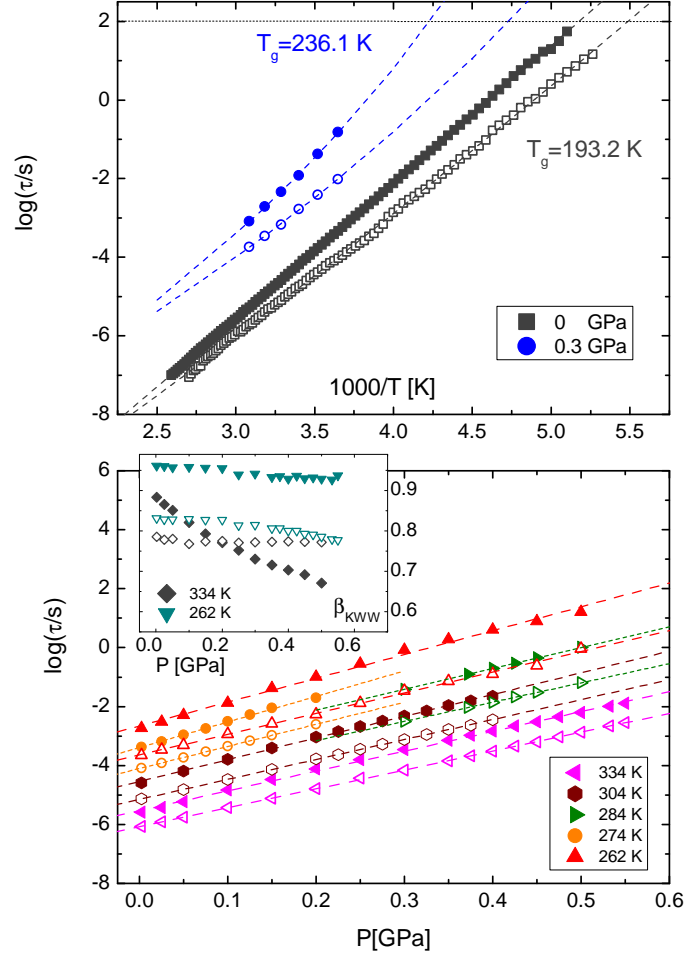 2
0
-2
-4
-6
-8
log(τ/s)
T_g=236.1 K
T_g=193.2 K
0 GPa
0.3 GPa
1000/T [K]
2.5 3.0 3.5 4.0 4.5 5.0 5.5
6
4
2
0
-2
-4
-6
-8
log(τ/s)
0.9
0.8
0.7
0.6
β_KWW
334 K
262 K
0.0 0.2 0.4 0.6
P [GPa]
334 K
304 K
284 K
274 K
262 K
0.0 0.1 0.2 0.3 0.4 0.5 0.6
P[GPa]